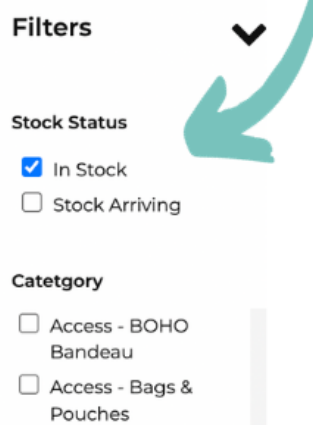 Filters
Stock Status
In Stock
Stock Arriving
Catetgory
Access - BOHO
Bandeau
Access - Bags &
Pouches